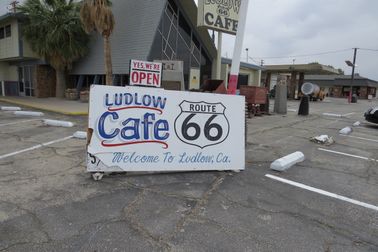 CAFE
YES, WE'RE
OPEN
LUDLOW
Cafe
ROUTE
66
Welcome To Ludlow, Ca.